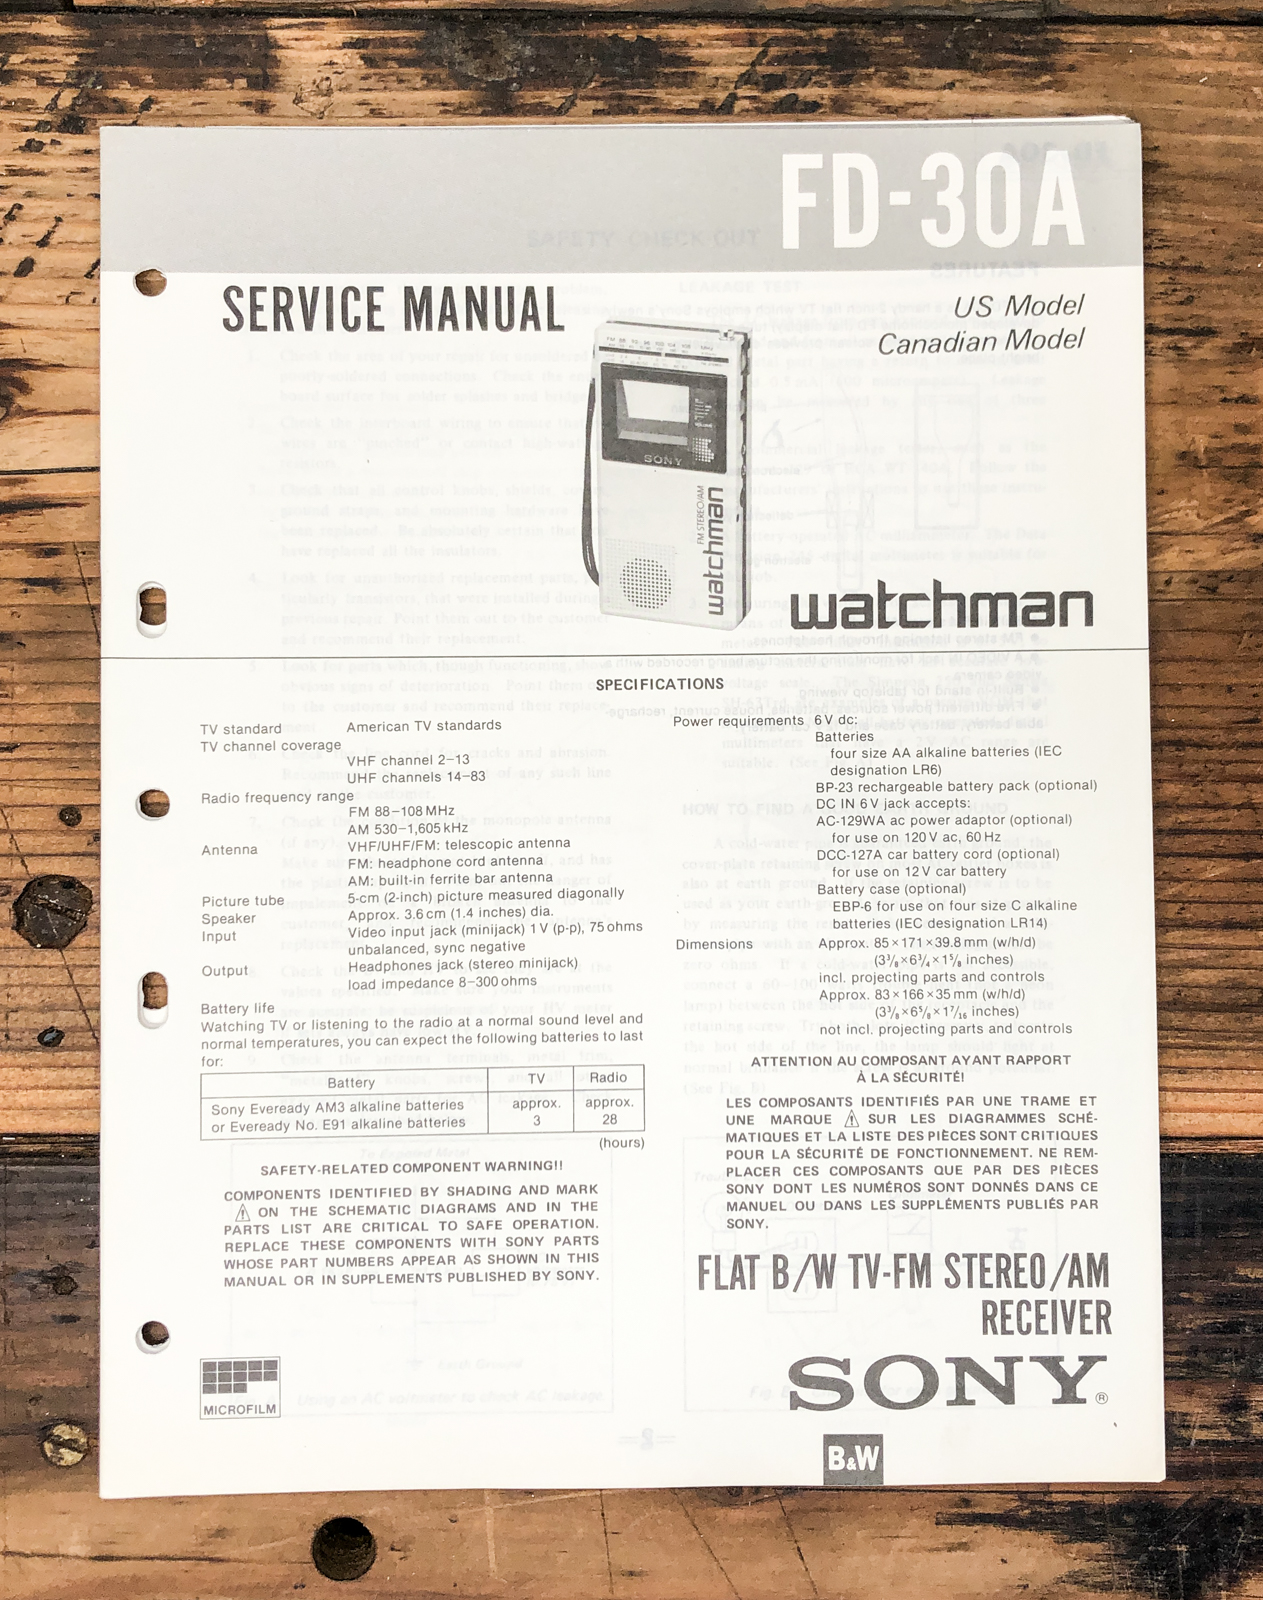 FD-30A
SERVICE MANUAL
US Model
Canadian Model
SONY
FM STEREO/AM
watchman
watchman
SPECIFICATIONS
TV standard American TV standards
TV channel coverage
VHF channel 2–13
UHF channels 14–83
Radio frequency range
FM 88–108 MHz
AM 530–1,605 kHz
Antenna VHF/UHF/FM: telescopic antenna
FM: headphone cord antenna
AM: built-in ferrite bar antenna
Picture tube 5-cm (2-inch) picture measured diagonally
Speaker Approx. 3.6 cm (1.4 inches) dia.
Input Video input jack (minijack) 1 V (p-p), 75 ohms
unbalanced, sync negative
Output Headphones jack (stereo minijack)
load impedance 8–300 ohms
Battery life
Watching TV or listening to the radio at a normal sound level and
normal temperatures, you can expect the following batteries to last
for:
Battery TV Radio
Sony Eveready AM3 alkaline batteries approx. approx.
or Eveready No. E91 alkaline batteries 3 28
(hours)
SAFETY-RELATED COMPONENT WARNING!!
COMPONENTS IDENTIFIED BY SHADING AND MARK
⚠ ON THE SCHEMATIC DIAGRAMS AND IN THE
PARTS LIST ARE CRITICAL TO SAFE OPERATION.
REPLACE THESE COMPONENTS WITH SONY PARTS
WHOSE PART NUMBERS APPEAR AS SHOWN IN THIS
MANUAL OR IN SUPPLEMENTS PUBLISHED BY SONY.
MICROFILM
Power requirements 6 V dc:
Batteries
four size AA alkaline batteries (IEC
designation LR6)
BP-23 rechargeable battery pack (optional)
DC IN 6 V jack accepts:
AC-129WA ac power adaptor (optional)
for use on 120 V ac, 60 Hz
DCC-127A car battery cord (optional)
for use on 12 V car battery
Battery case (optional)
EBP-6 for use on four size C alkaline
batteries (IEC designation LR14)
Dimensions Approx. 85 × 171 × 39.8 mm (w/h/d)
(3 3/8 × 6 3/4 × 1 5/8 inches)
incl. projecting parts and controls
Approx. 83 × 166 × 35 mm (w/h/d)
(3 3/8 × 6 5/8 × 1 7/16 inches)
not incl. projecting parts and controls
ATTENTION AU COMPOSANT AYANT RAPPORT
À LA SÉCURITÉ!
LES COMPOSANTS IDENTIFIÉS PAR UNE TRAME ET
UNE MARQUE ⚠ SUR LES DIAGRAMMES SCHÉ-
MATIQUES ET LA LISTE DES PIÈCES SONT CRITIQUES
POUR LA SÉCURITÉ DE FONCTIONNEMENT. NE REM-
PLACER CES COMPOSANTS QUE PAR DES PIÈCES
SONY DONT LES NUMÉROS SONT DONNÉS DANS CE
MANUEL OU DANS LES SUPPLÉMENTS PUBLIÉS PAR
SONY.
FLAT B/W TV-FM STEREO/AM
RECEIVER
SONY®
B&W